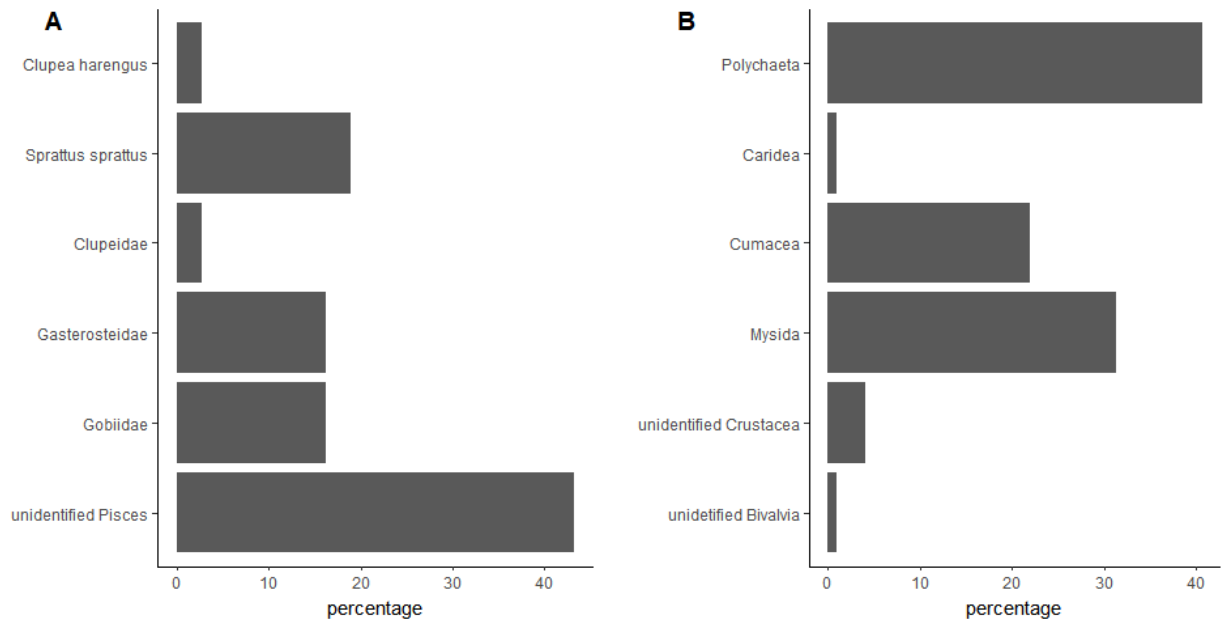 A
Clupea harengus
Sprattus sprattus
Clupeidae
Gasterosteidae
Gobiidae
unidentified Pisces
0 10 20 30 40
percentage
B
Polychaeta
Caridea
Cumacea
Mysida
unidentified Crustacea
unidetified Bivalvia
0 10 20 30 40
percentage